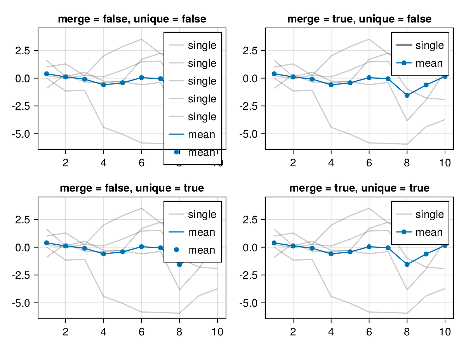 merge = false, unique = false
merge = true, unique = false
2.5
0.0
-2.5
-5.0
single
single
single
single
single
mean
mean
2
4
6
8
10
2.5
0.0
-2.5
-5.0
single
mean
2
4
6
8
10
merge = false, unique = true
merge = true, unique = true
2.5
0.0
-2.5
-5.0
single
mean
mean
2
4
6
8
10
2.5
0.0
-2.5
-5.0
single
mean
2
4
6
8
10